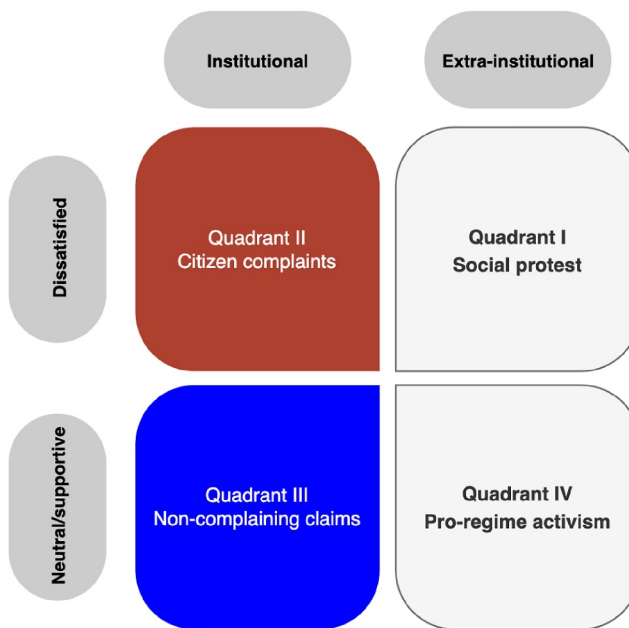 Institutional
Extra-institutional
Dissatisfied
Quadrant II
Citizen complaints
Quadrant I
Social protest
Neutral/supportive
Quadrant III
Non-complaining claims
Quadrant IV
Pro-regime activism